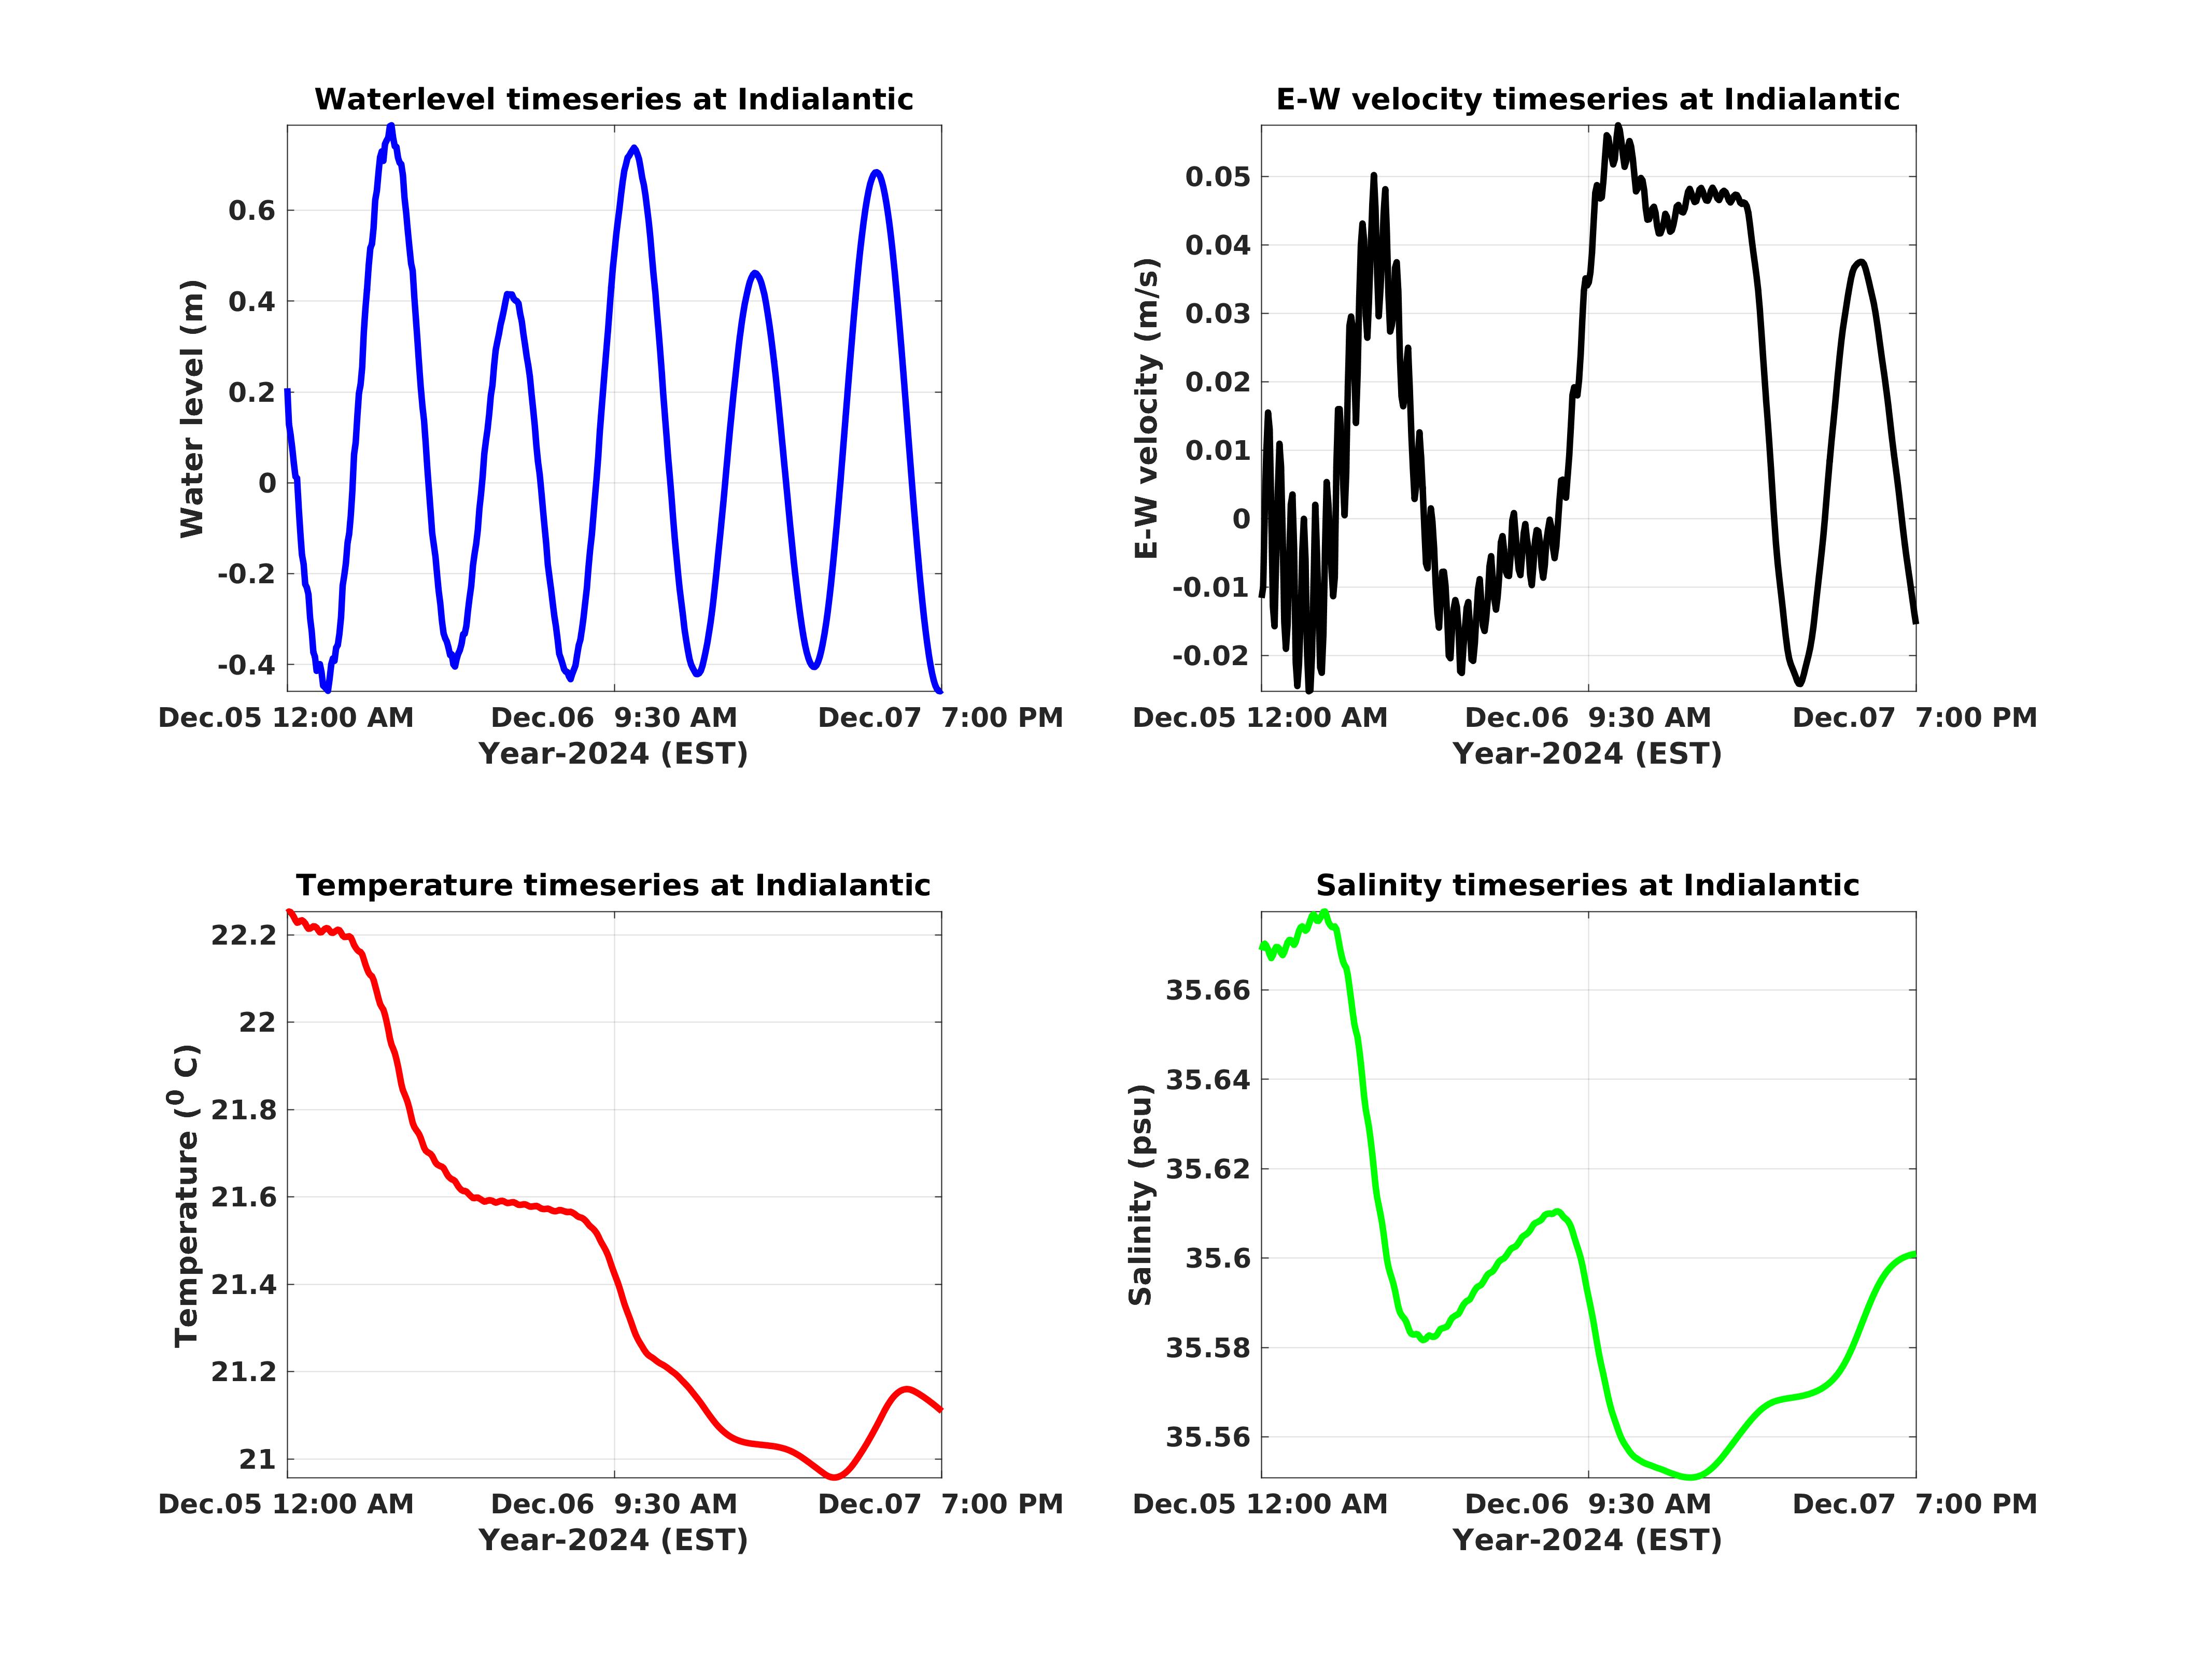 Waterlevel timeseries at Indialantic
Water level (m)
0.6
0.4
0.2
0
-0.2
-0.4
Dec.05 12:00 AM
Dec.06 9:30 AM
Dec.07 7:00 PM
Year-2024 (EST)
E-W velocity timeseries at Indialantic
E-W velocity (m/s)
0.05
0.04
0.03
0.02
0.01
0
-0.01
-0.02
Dec.05 12:00 AM
Dec.06 9:30 AM
Dec.07 7:00 PM
Year-2024 (EST)
Temperature timeseries at Indialantic
Temperature (⁰ C)
22.2
22
21.8
21.6
21.4
21.2
21
Dec.05 12:00 AM
Dec.06 9:30 AM
Dec.07 7:00 PM
Year-2024 (EST)
Salinity timeseries at Indialantic
Salinity (psu)
35.66
35.64
35.62
35.6
35.58
35.56
Dec.05 12:00 AM
Dec.06 9:30 AM
Dec.07 7:00 PM
Year-2024 (EST)